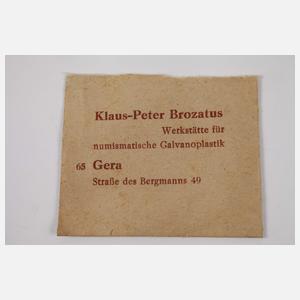 Klaus-Peter Brozatus
Werkstätte für
numismatische Galvanoplastik
65 Gera
Straße des Bergmanns 49